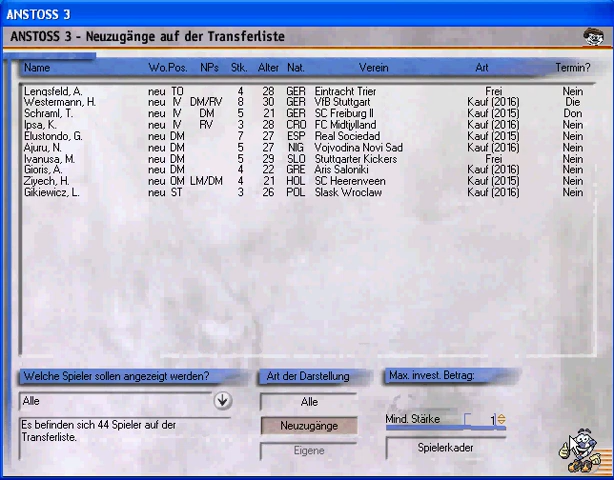 ANSTOSS 3
ANSTOSS 3 - Neuzugänge auf der Transferliste
Name Wo. Pos. NPs Stk. Alter Nat. Verein Art Termin?
Lengsfeld, A. neu TO 4 28 GER Eintracht Trier Frei Nein
Westermann, H. neu IV DM/RV 8 30 GER VfB Stuttgart Kauf (2016) Die
Schraml, T. neu IV DM 5 21 GER SC Freiburg II Kauf (2015) Don
Ipsa, K. neu IV RV 3 28 CRO FC Midtjylland Kauf (2016) Nein
Elustondo, G. neu DM 7 27 ESP Real Sociedad Kauf (2015) Nein
Ajuru, N. neu DM 5 27 NIG Vojvodina Novi Sad Kauf (2016) Nein
Ivanusa, M. neu DM 5 29 SLO Stuttgarter Kickers Frei Nein
Gioris, A. neu DM 4 22 GRE Aris Saloniki Kauf (2016) Nein
Ziyech, H. neu OM LM/DM 4 21 HOL SC Heerenveen Kauf (2015) Nein
Gikiewicz, L. neu ST 3 26 POL Slask Wroclaw Kauf (2016) Nein
Welche Spieler sollen angezeigt werden? Art der Darstellung Max. invest. Betrag:
Alle Alle
Mind. Stärke 1
Es befinden sich 44 Spieler auf der Neuzugänge
Transferliste.
Eigene Spielerkader